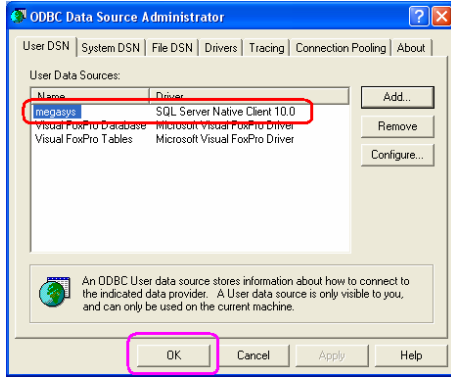 ODBC Data Source Administrator
User DSN System DSN File DSN Drivers Tracing Connection Pooling About
User Data Sources:
Name Driver
megasys SQL Server Native Client 10.0
Visual FoxPro Database Microsoft Visual FoxPro Driver
Visual FoxPro Tables Microsoft Visual FoxPro Driver
Add...
Remove
Configure...
An ODBC User data source stores information about how to connect to
the indicated data provider. A User data source is only visible to you,
and can only be used on the current machine.
OK Cancel Apply Help